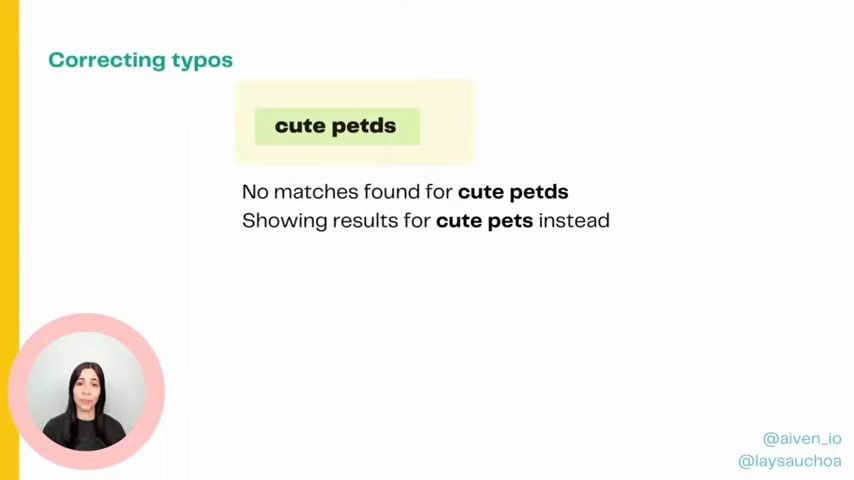 Correcting typos
cute petds
No matches found for cute petds
Showing results for cute pets instead
@aiven_io
@laysauchoa